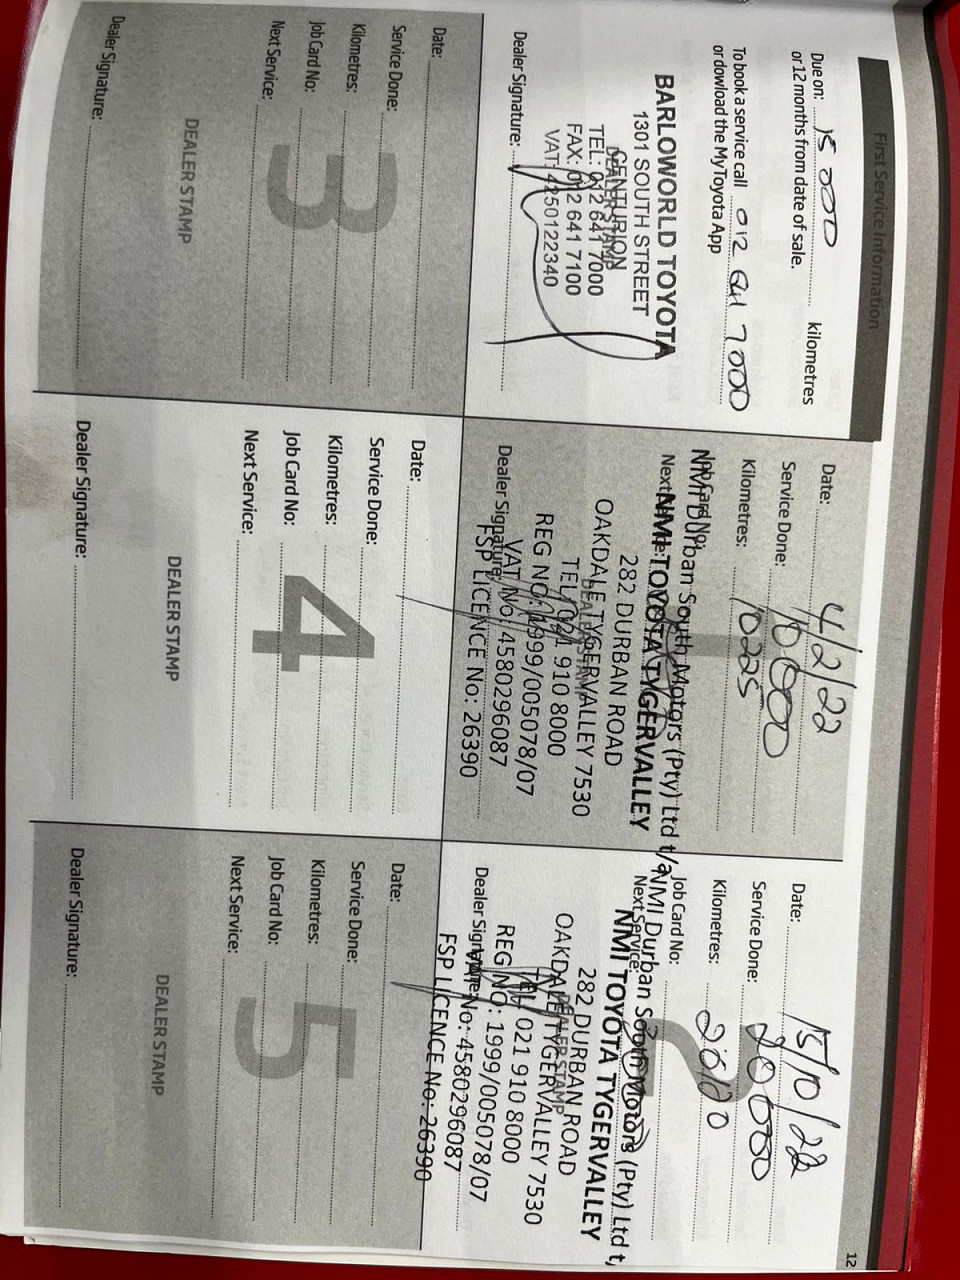 12
First Service Information
Due on: 15 000 kilometres
or 12 months from date of sale.
To book a service call 012 641 7000
or dowload the MyToyota App
BARLOWORLD TOYOTA
1301 SOUTH STREET
CENTURION
DEALER STAMP
TEL: 012 641 7000
FAX: 012 641 7100
VAT: 4250122340
Dealer Signature:
Date: 4/2/22
Service Done: 10 000
Kilometres: 10225
Job Card No:
NMI Durban South Motors (Pty) Ltd t/a
Next Service:
NMI TOYOTA TYGERVALLEY
282 DURBAN ROAD
OAKDALE TYGERVALLEY 7530
DEALER STAMP
TEL: 021 910 8000
REG NO: 1999/005078/07
VAT No: 4580296087
Dealer Signature:
FSP LICENCE No: 26390
Date: 15/10/22
Service Done: 20 000
Kilometres: 20120
2
Job Card No:
NMI Durban South Motors (Pty) Ltd t,
Next Service:
NMI TOYOTA TYGERVALLEY
282 DURBAN ROAD
DEALER STAMP
OAKDALE TYGERVALLEY 7530
TEL: 021 910 8000
REG NO: 1999/005078/07
VAT No: 4580296087
Dealer Signature:
FSP LICENCE No: 26390
Date:
Service Done:
Kilometres:
3
Job Card No:
Next Service:
DEALER STAMP
Dealer Signature:
Date:
Service Done:
Kilometres:
4
Job Card No:
Next Service:
DEALER STAMP
Dealer Signature:
Date:
Service Done:
Kilometres:
5
Job Card No:
Next Service:
DEALER STAMP
Dealer Signature: